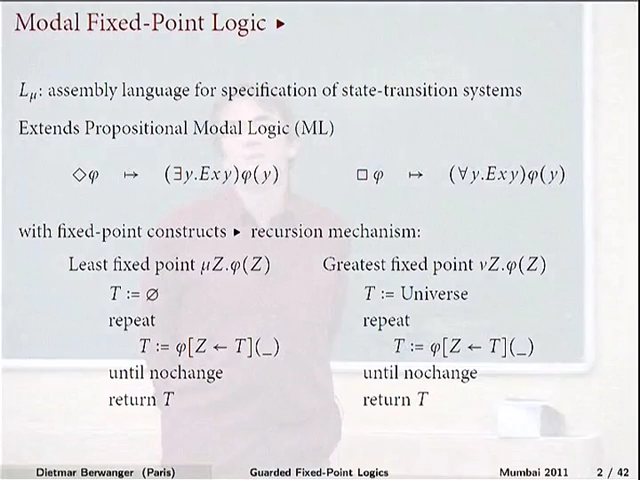 Modal Fixed-Point Logic ▸
Lμ: assembly language for specification of state-transition systems
Extends Propositional Modal Logic (ML)
◇φ ↦ (∃y.Exy)φ(y) □φ ↦ (∀y.Exy)φ(y)
with fixed-point constructs ▸ recursion mechanism:
Least fixed point μZ.φ(Z) Greatest fixed point νZ.φ(Z)
T := ∅ T := Universe
repeat repeat
T := φ[Z ← T](_) T := φ[Z ← T](_)
until nochange until nochange
return T return T
Dietmar Berwanger (Paris) Guarded Fixed-Point Logics Mumbai 2011 2 / 42